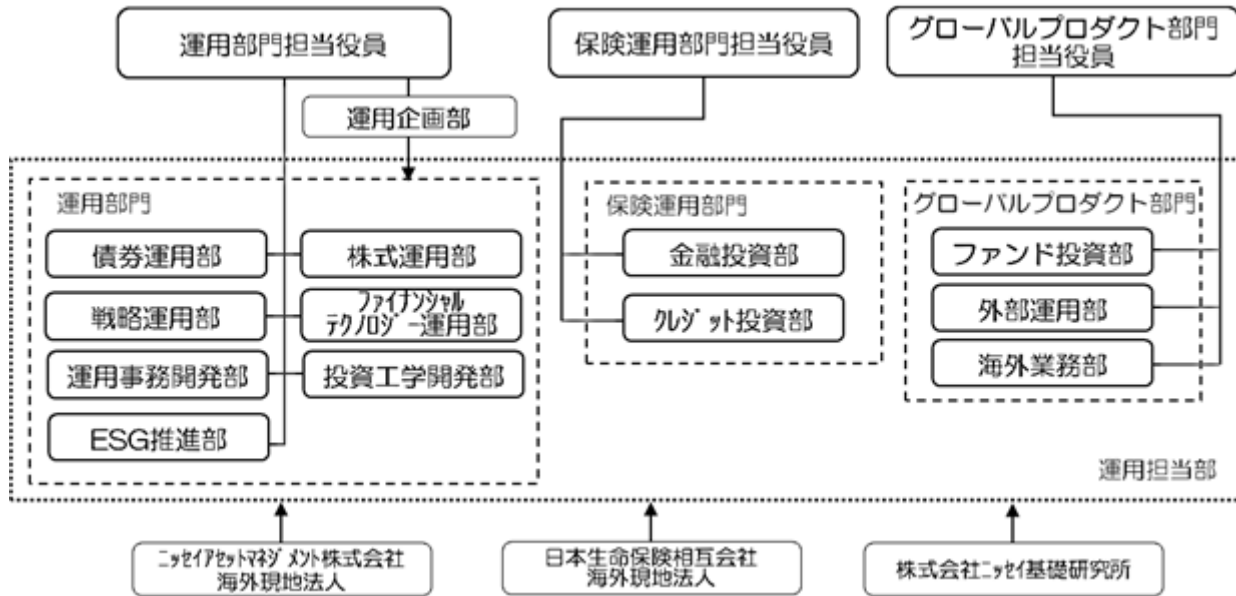 運用部門担当役員
保険運用部門担当役員
グローバルプロダクト部門
担当役員
運用企画部
運用部門
債券運用部
株式運用部
戦略運用部
ファイナンシャル
テクノロジー運用部
運用事務開発部
投資工学開発部
ESG推進部
保険運用部門
金融投資部
クレジット投資部
グローバルプロダクト部門
ファンド投資部
外部運用部
海外業務部
運用担当部
ニッセイアセットマネジメント株式会社
海外現地法人
日本生命保険相互会社
海外現地法人
株式会社ニッセイ基礎研究所